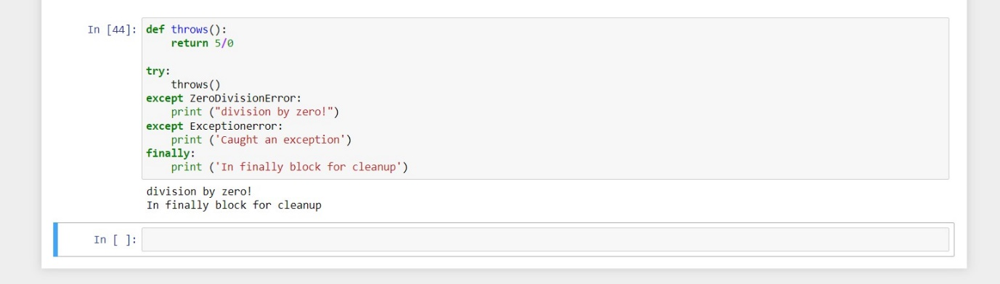 In [44]: def throws():
    return 5/0

try:
    throws()
except ZeroDivisionError:
    print ("division by zero!")
except Exceptionerror:
    print ('Caught an exception')
finally:
    print ('In finally block for cleanup')
division by zero!
In finally block for cleanup
In [ ]: